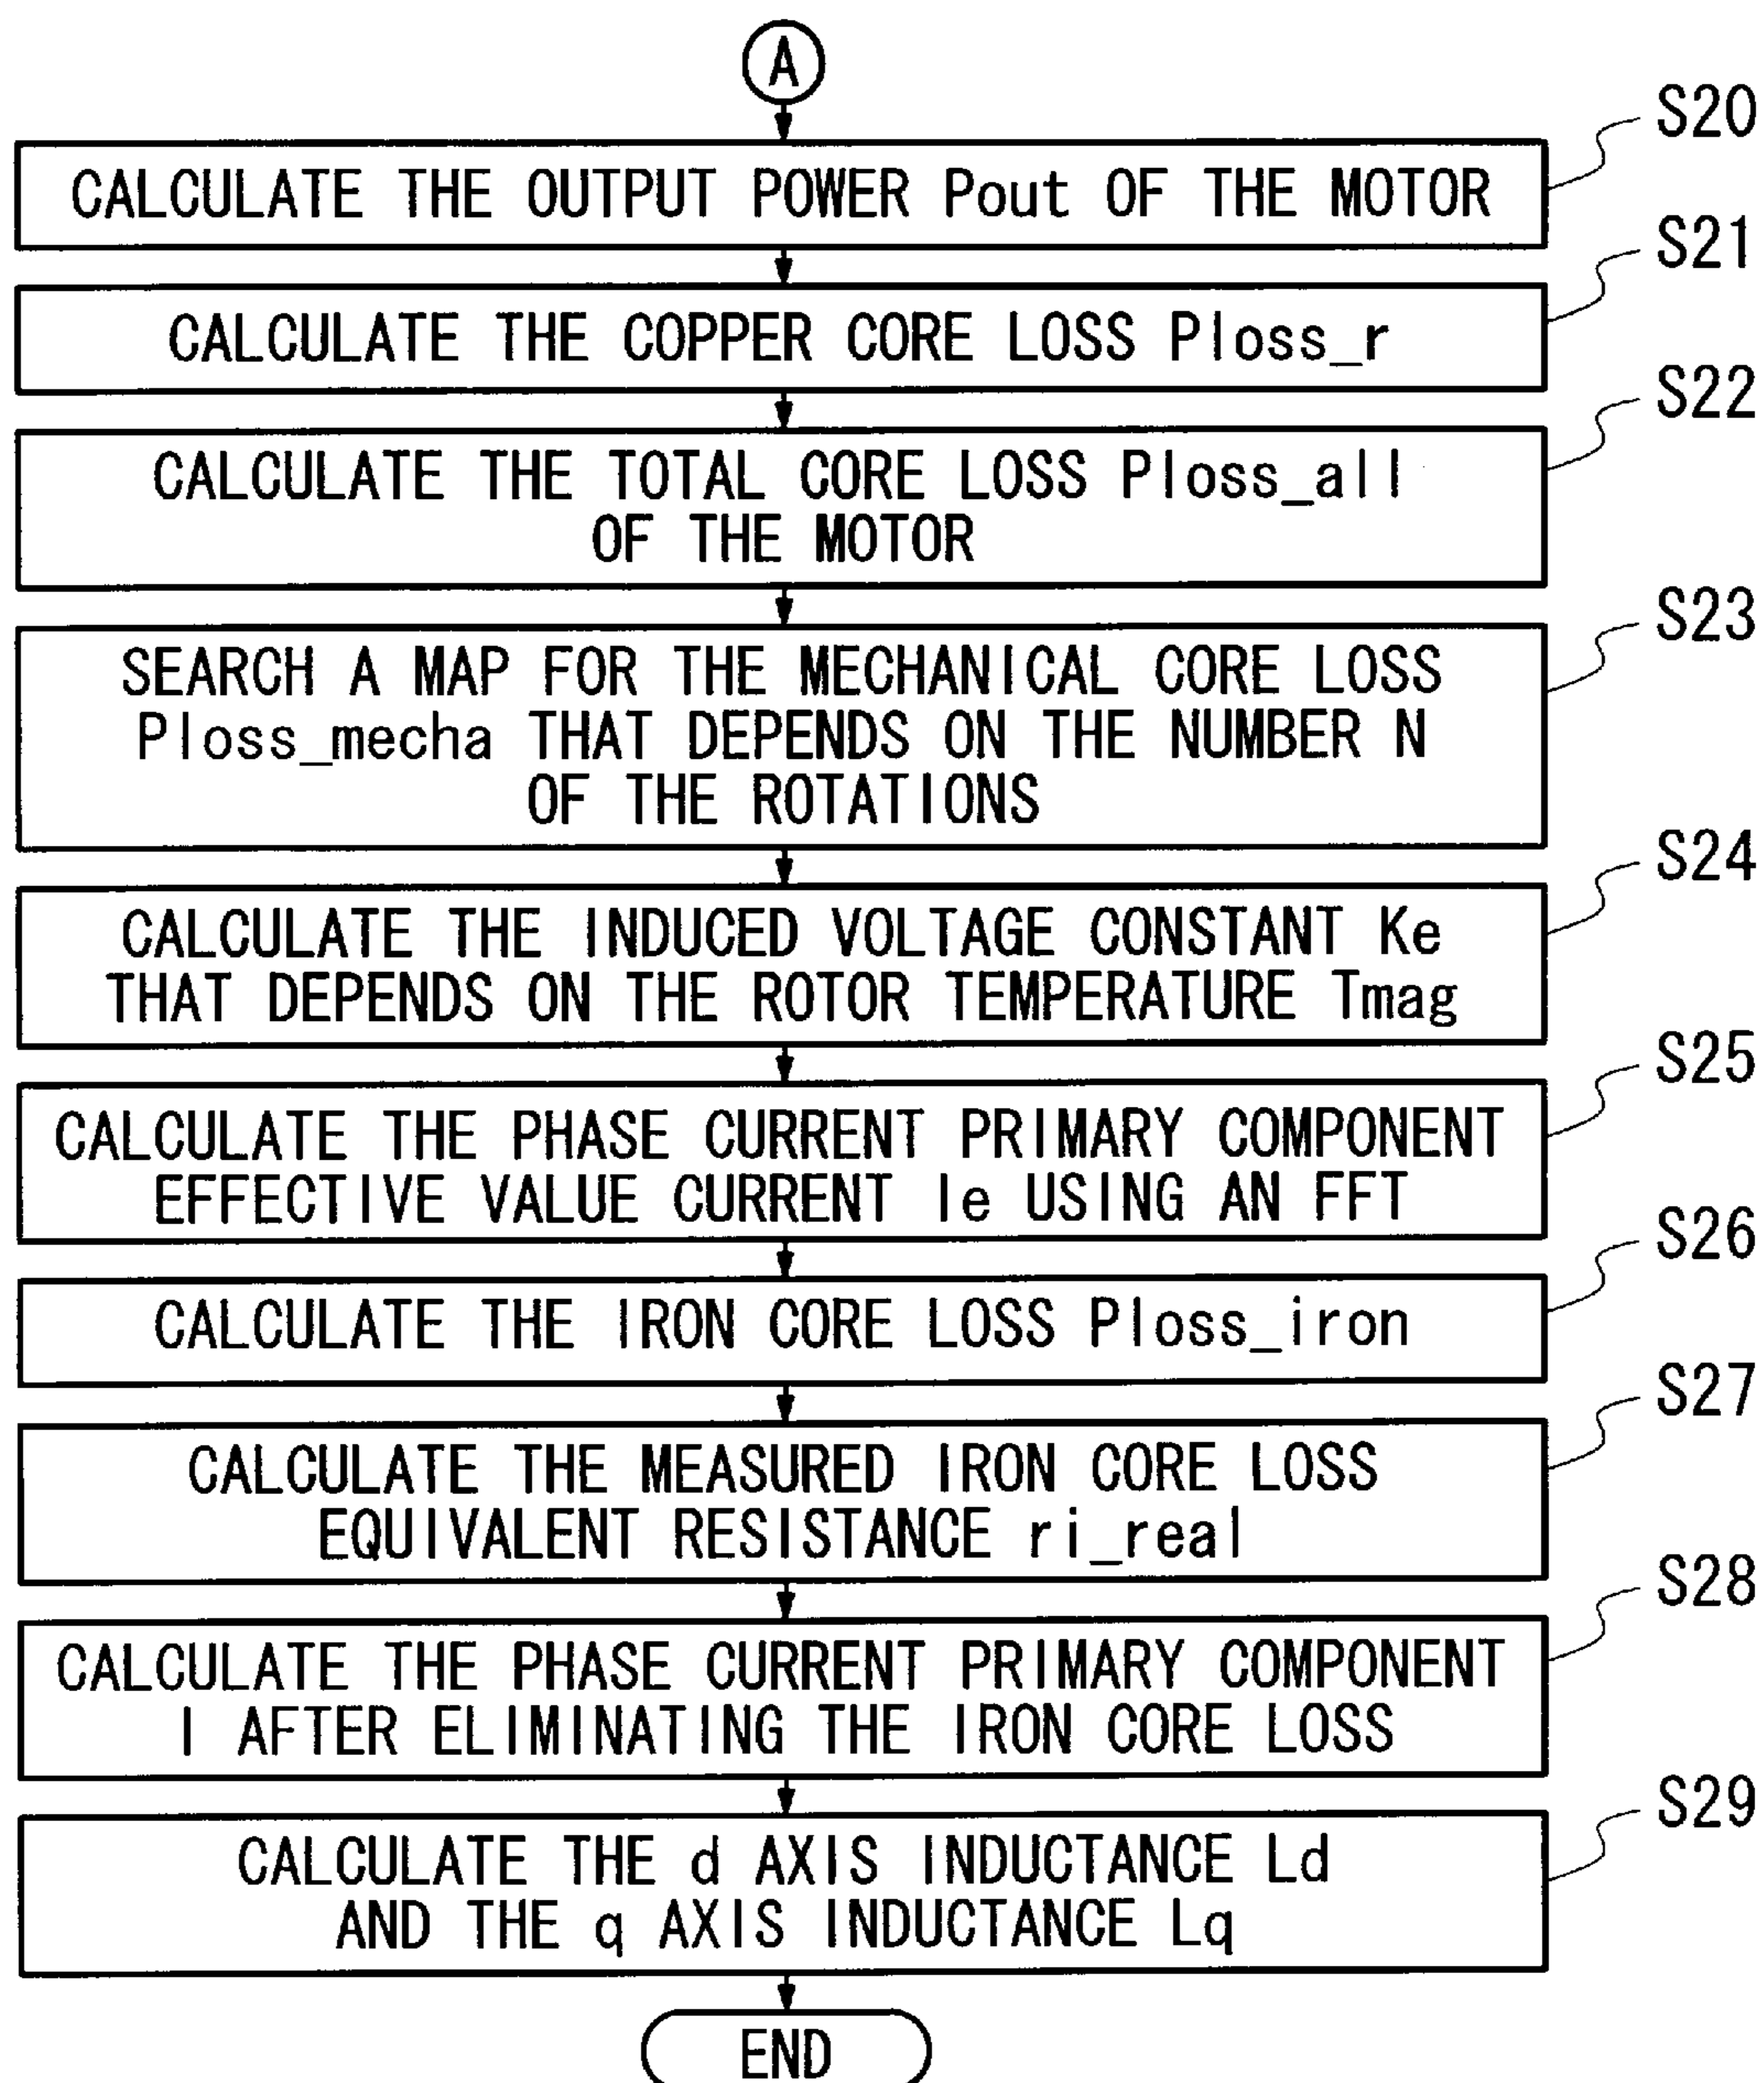 A
S20
CALCULATE THE OUTPUT POWER Pout OF THE MOTOR
S21
CALCULATE THE COPPER CORE LOSS Ploss_r
S22
CALCULATE THE TOTAL CORE LOSS Ploss_all
OF THE MOTOR
S23
SEARCH A MAP FOR THE MECHANICAL CORE LOSS
Ploss_mecha THAT DEPENDS ON THE NUMBER N
OF THE ROTATIONS
S24
CALCULATE THE INDUCED VOLTAGE CONSTANT Ke
THAT DEPENDS ON THE ROTOR TEMPERATURE Tmag
S25
CALCULATE THE PHASE CURRENT PRIMARY COMPONENT
EFFECTIVE VALUE CURRENT Ie USING AN FFT
S26
CALCULATE THE IRON CORE LOSS Ploss_iron
S27
CALCULATE THE MEASURED IRON CORE LOSS
EQUIVALENT RESISTANCE ri_real
S28
CALCULATE THE PHASE CURRENT PRIMARY COMPONENT
I AFTER ELIMINATING THE IRON CORE LOSS
S29
CALCULATE THE d AXIS INDUCTANCE Ld
AND THE q AXIS INDUCTANCE Lq
END